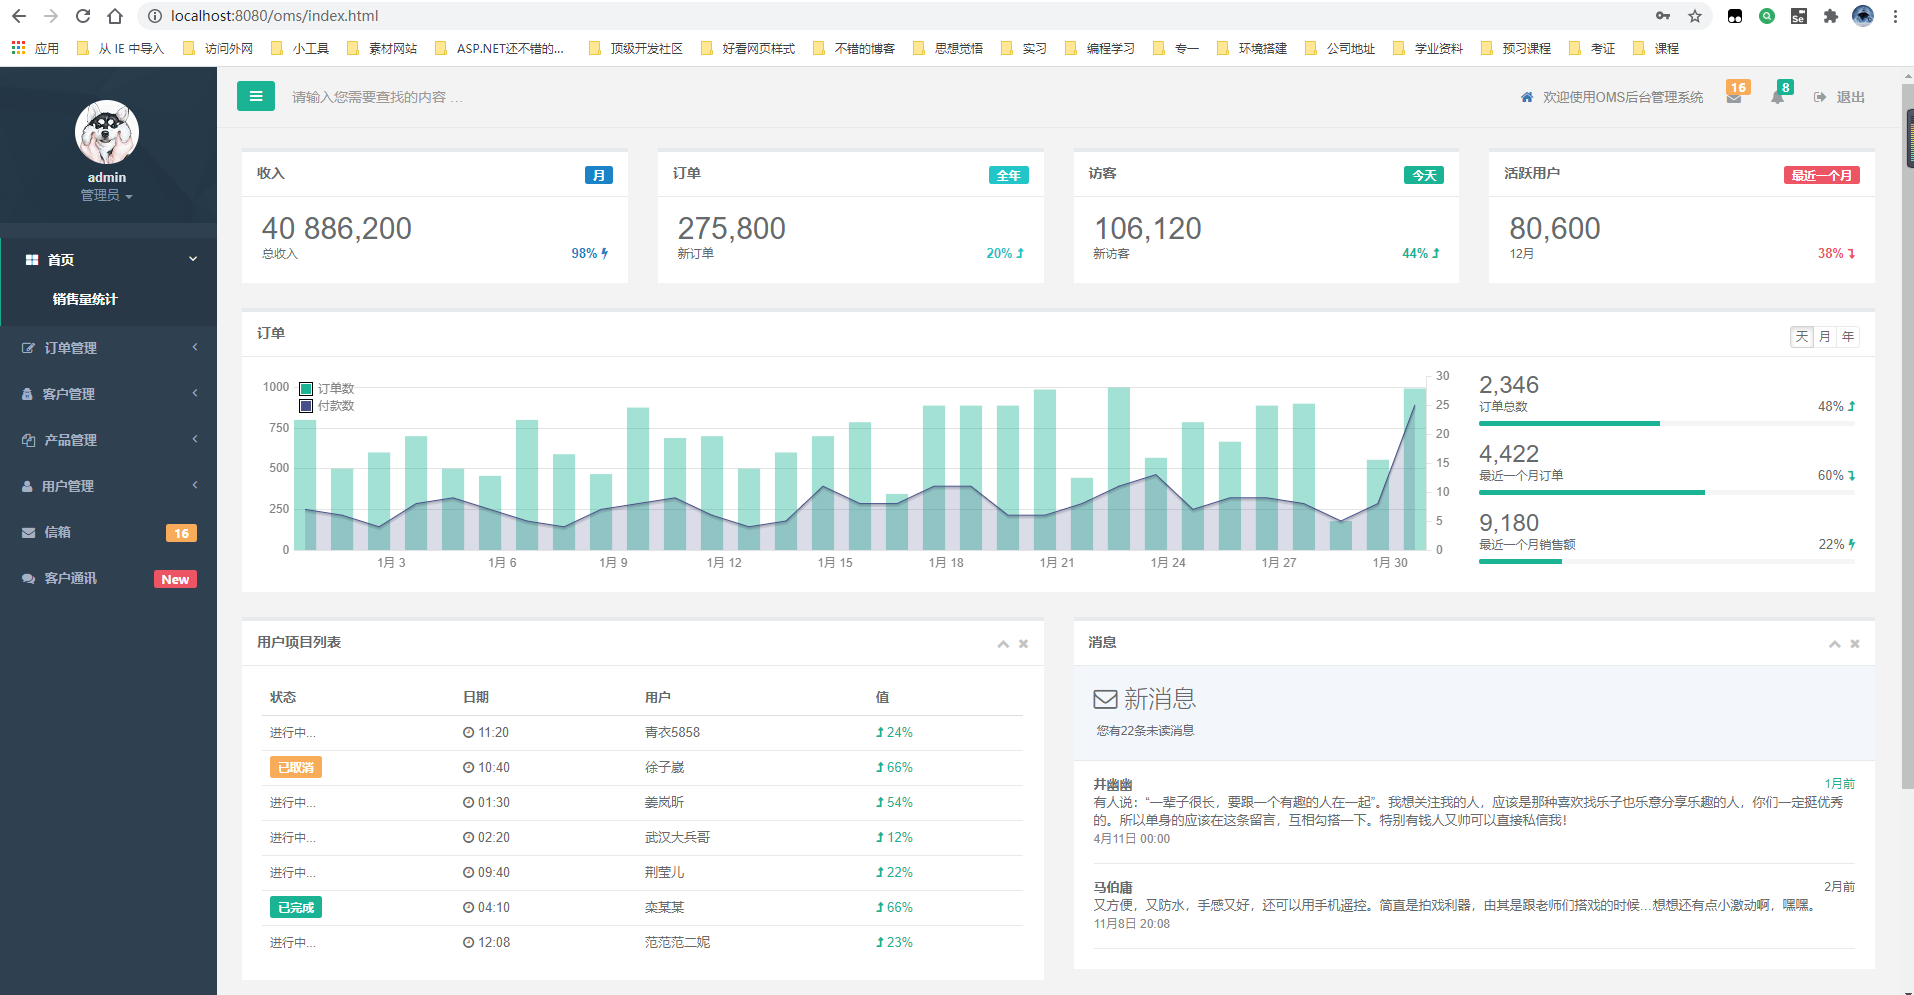 localhost:8080/oms/index.html
应用 从 IE 中导入 访问外网 小工具 素材网站 ASP.NET还不错的... 顶级开发社区 好看网页样式 不错的博客 思想觉悟 实习 编程学习 专一 环境搭建 公司地址 学业资料 预习课程 考证 课程
admin
管理员
首页
销售量统计
订单管理
客户管理
产品管理
用户管理
信箱 16
客户通讯 New
请输入您需要查找的内容 …
欢迎使用OMS后台管理系统 16 8 退出
收入 月
40 886,200
总收入 98%
订单 全年
275,800
新订单 20%
访客 今天
106,120
新访客 44%
活跃用户 最近一个月
80,600
12月 38%
订单 天 月 年
订单数
付款数
1000
750
500
250
0
30
25
20
15
10
5
0
1月 3 1月 6 1月 9 1月 12 1月 15 1月 18 1月 21 1月 24 1月 27 1月 30
2,346
订单总数 48%
4,422
最近一个月订单 60%
9,180
最近一个月销售额 22%
用户项目列表
状态 日期 用户 值
进行中... 11:20 青衣5858 24%
已取消 10:40 徐子崴 66%
进行中... 01:30 姜岚昕 54%
进行中... 02:20 武汉大兵哥 12%
进行中... 09:40 荆莹儿 22%
已完成 04:10 栾某某 66%
进行中... 12:08 范范范二妮 23%
消息
新消息
您有22条未读消息
井幽幽 1月前
有人说：“一辈子很长，要跟一个有趣的人在一起”。我想关注我的人，应该是那种喜欢找乐子也乐意分享乐趣的人，你们一定挺优秀
的。所以单身的应该在这条留言，互相勾搭一下。特别有钱人又帅可以直接私信我！
4月11日 00:00
马伯庸 2月前
又方便，又防水，手感又好，还可以用手机遥控。简直是拍戏利器，由其是跟老师们搭戏的时候…想想还有点小激动啊，嘿嘿。
11月8日 20:08